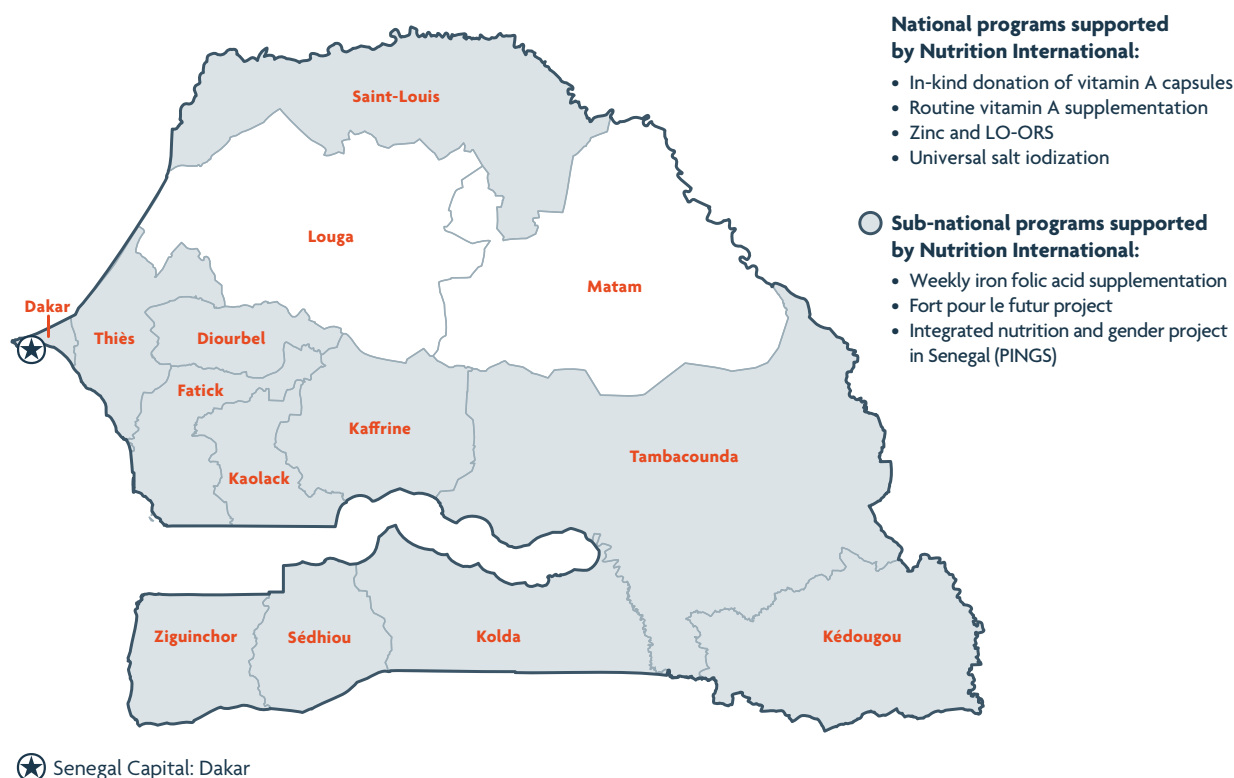 National programs supported
by Nutrition International:
• In-kind donation of vitamin A capsules
• Routine vitamin A supplementation
• Zinc and LO-ORS
• Universal salt iodization
Sub-national programs supported
by Nutrition International:
• Weekly iron folic acid supplementation
• Fort pour le futur project
• Integrated nutrition and gender project
in Senegal (PINGS)
Saint-Louis
Louga
Matam
Dakar
Thiès
Diourbel
Fatick
Kaffrine
Kaolack
Tambacounda
Ziguinchor
Sédhiou
Kolda
Kédougou
Senegal Capital: Dakar